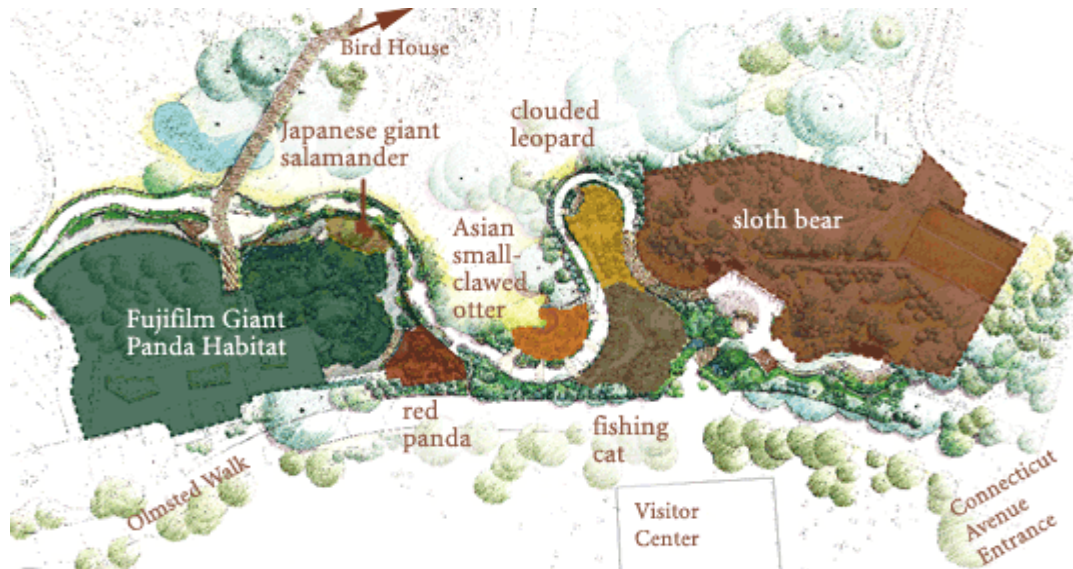 Bird House
clouded
leopard
Japanese giant
salamander
sloth bear
Asian
small-
clawed
otter
Fujifilm Giant
Panda Habitat
red
panda
fishing
cat
Olmsted Walk
Visitor
Center
Connecticut
Avenue
Entrance